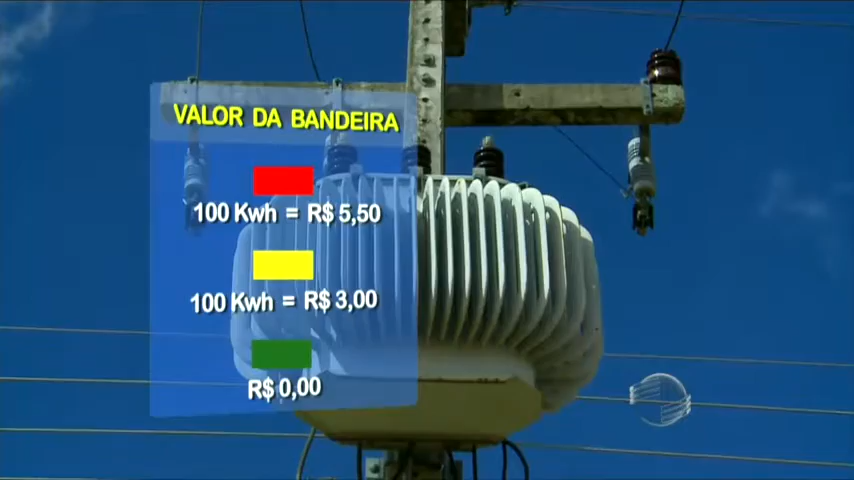 VALOR DA BANDEIRA
100 Kwh = R$ 5,50
100 Kwh = R$ 3,00
R$ 0,00